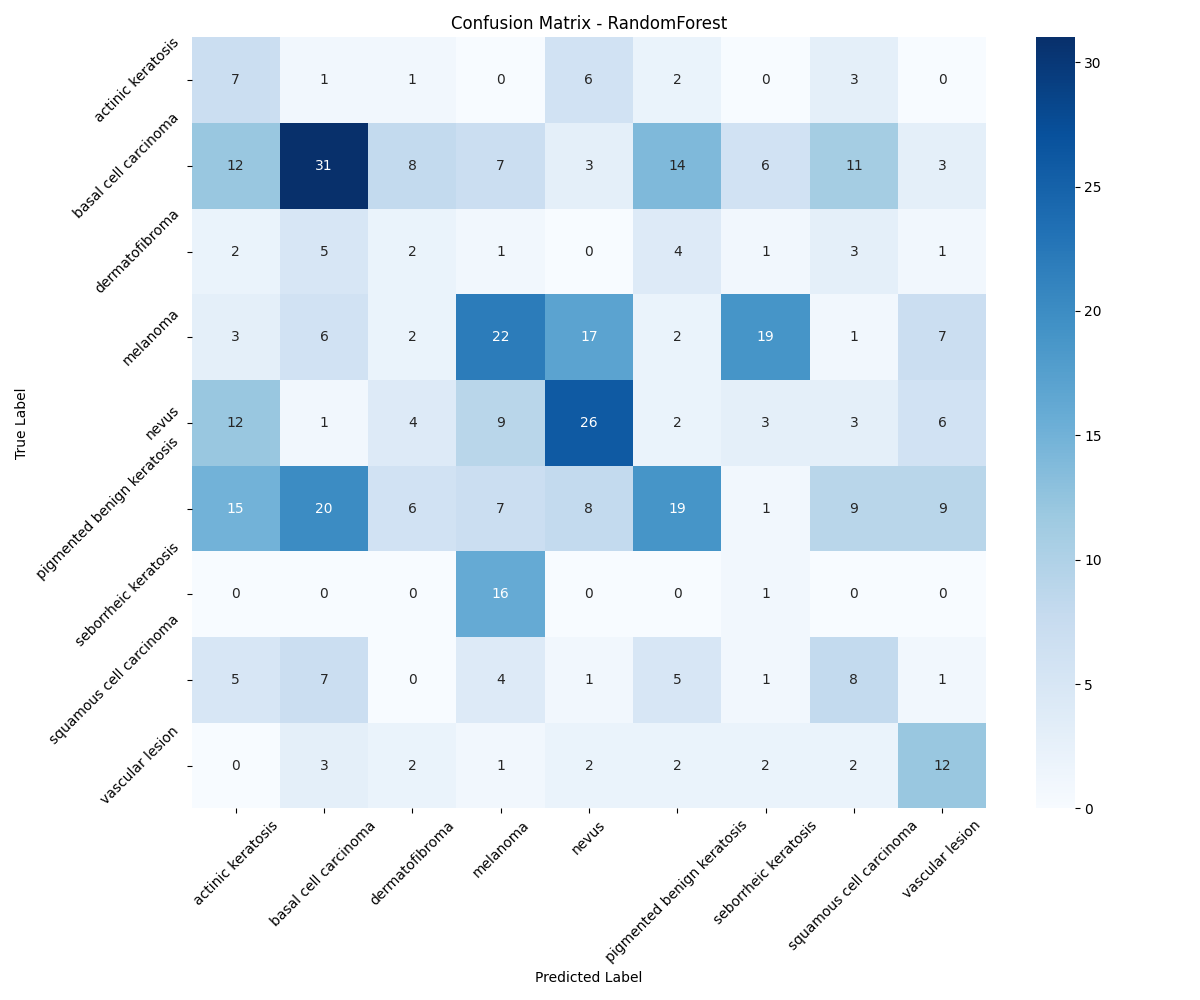 Confusion Matrix - RandomForest
True Label
actinic keratosis 7 1 1 0 6 2 0 3 0
basal cell carcinoma 12 31 8 7 3 14 6 11 3
dermatofibroma 2 5 2 1 0 4 1 3 1
melanoma 3 6 2 22 17 2 19 1 7
nevus 12 1 4 9 26 2 3 3 6
pigmented benign keratosis 15 20 6 7 8 19 1 9 9
seborrheic keratosis 0 0 0 16 0 0 1 0 0
squamous cell carcinoma 5 7 0 4 1 5 1 8 1
vascular lesion 0 3 2 1 2 2 2 2 12
actinic keratosis
basal cell carcinoma
dermatofibroma
melanoma
nevus
pigmented benign keratosis
seborrheic keratosis
squamous cell carcinoma
vascular lesion
Predicted Label
30
25
20
15
10
5
0